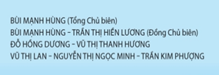 BÙI MẠNH HÙNG (Tổng Chủ biên)
BÙI MẠNH HÙNG – TRẦN THỊ HIỀN LƯƠNG (Đồng Chủ biên)
ĐỖ HỒNG DƯƠNG – VŨ THỊ THANH HƯƠNG
VŨ THỊ LAN – NGUYỄN THỊ NGỌC MINH – TRẦN KIM PHƯỢNG